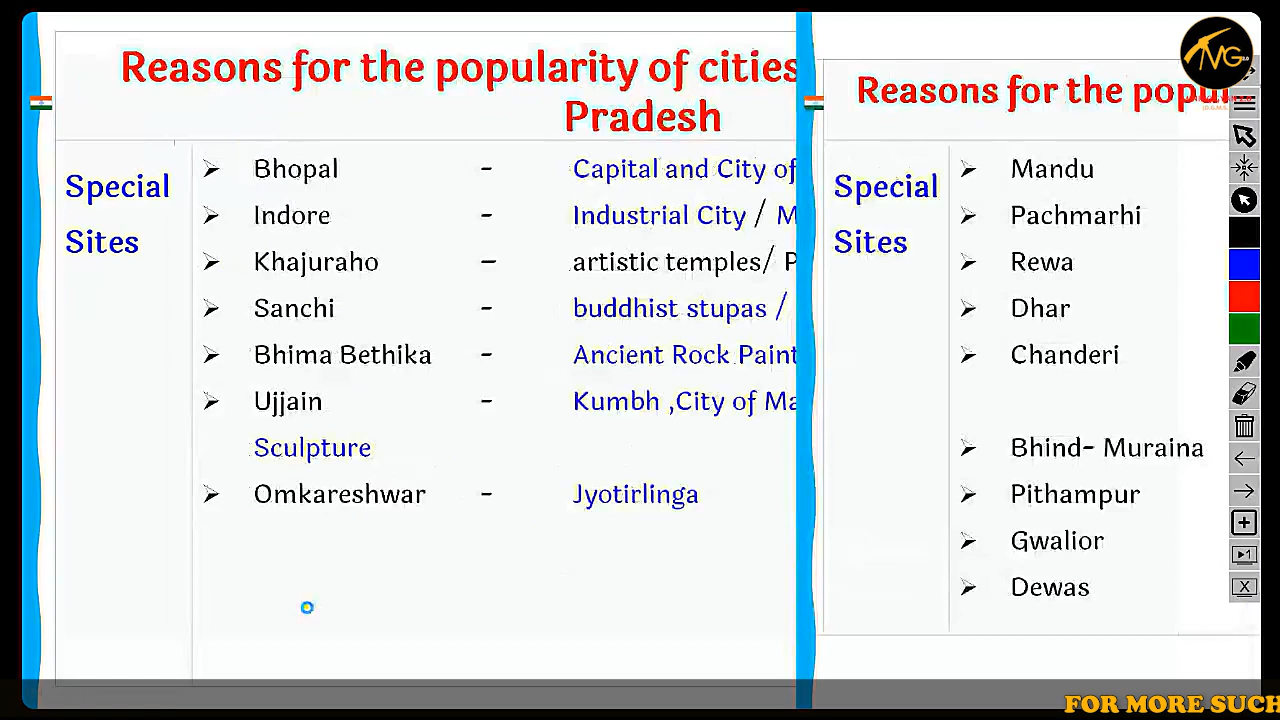 Reasons for the popularity of cities
Pradesh
Special
Sites
Bhopal - Capital and City of
Indore - Industrial City / M
Khajuraho - artistic temples/ P
Sanchi - buddhist stupas /
Bhima Bethika - Ancient Rock Paint
Ujjain - Kumbh ,City of Ma
Sculpture
Omkareshwar - Jyotirlinga
Reasons for the popu
Special
Sites
Mandu
Pachmarhi
Rewa
Dhar
Chanderi
Bhind- Muraina
Pithampur
Gwalior
Dewas
FOR MORE SUCH